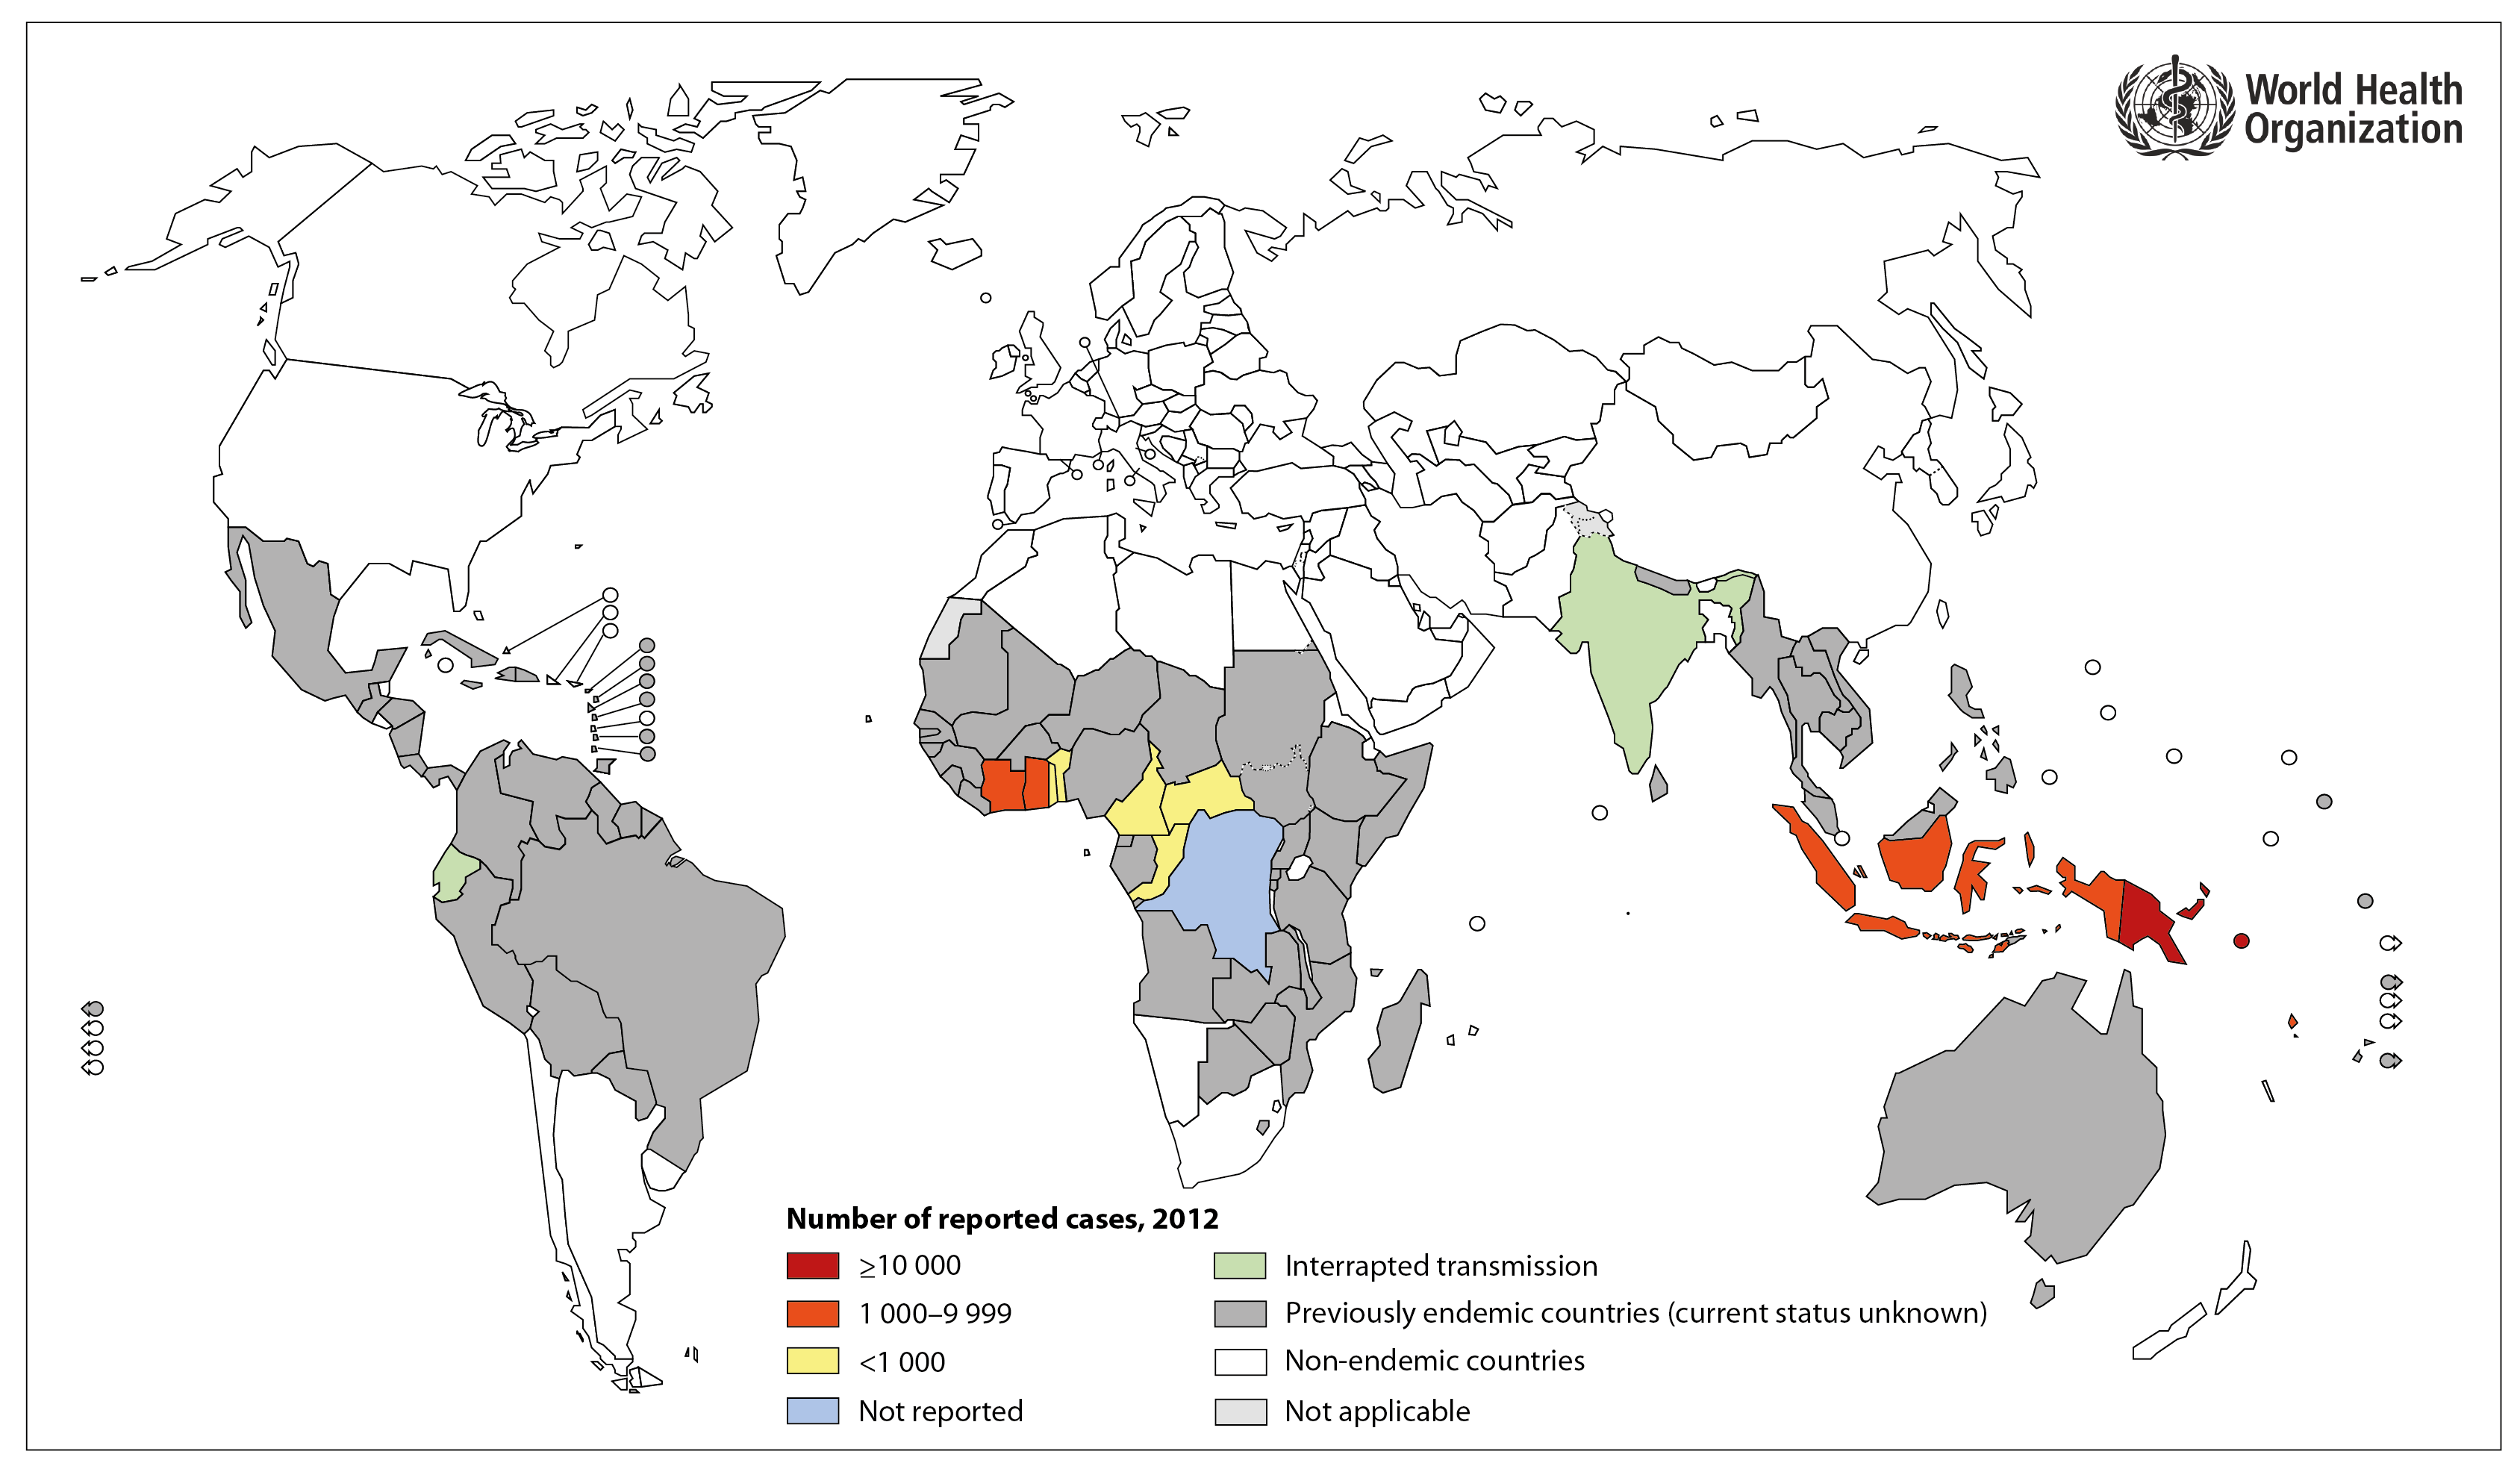 World Health
Organization
Number of reported cases, 2012
≥10 000
1 000–9 999
<1 000
Not reported
Interrapted transmission
Previously endemic countries (current status unknown)
Non-endemic countries
Not applicable